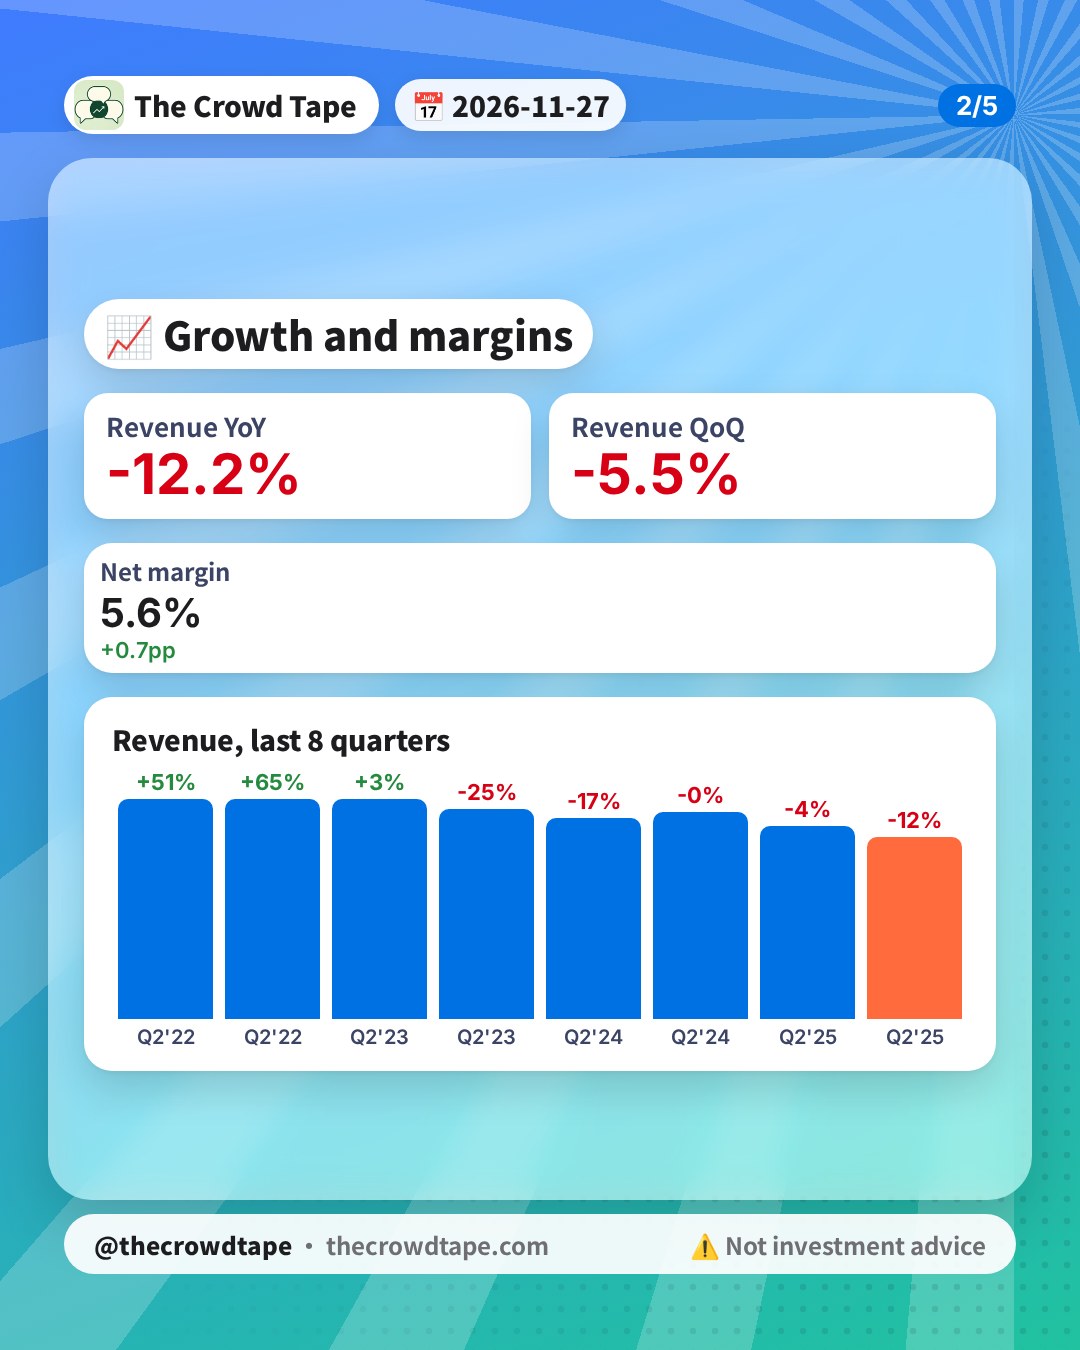 The Crowd Tape
2026-11-27
2/5
Growth and margins
Revenue YoY
-12.2%
Revenue QoQ
-5.5%
Net margin
5.6%
+0.7pp
Revenue, last 8 quarters
+51% +65% +3% -25% -17% -0% -4% -12%
Q2'22 Q2'22 Q2'23 Q2'23 Q2'24 Q2'24 Q2'25 Q2'25
@thecrowdtape • thecrowdtape.com
⚠️ Not investment advice